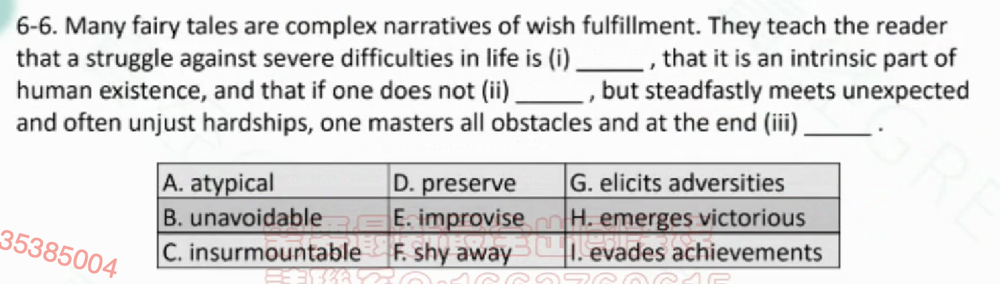 6-6. Many fairy tales are complex narratives of wish fulfillment. They teach the reader
that a struggle against severe difficulties in life is (i) ______ , that it is an intrinsic part of
human existence, and that if one does not (ii) ______ , but steadfastly meets unexpected
and often unjust hardships, one masters all obstacles and at the end (iii) ______ .
A. atypical D. preserve G. elicits adversities
B. unavoidable E. improvise H. emerges victorious
C. insurmountable F. shy away I. evades achievements
35385004
GRE